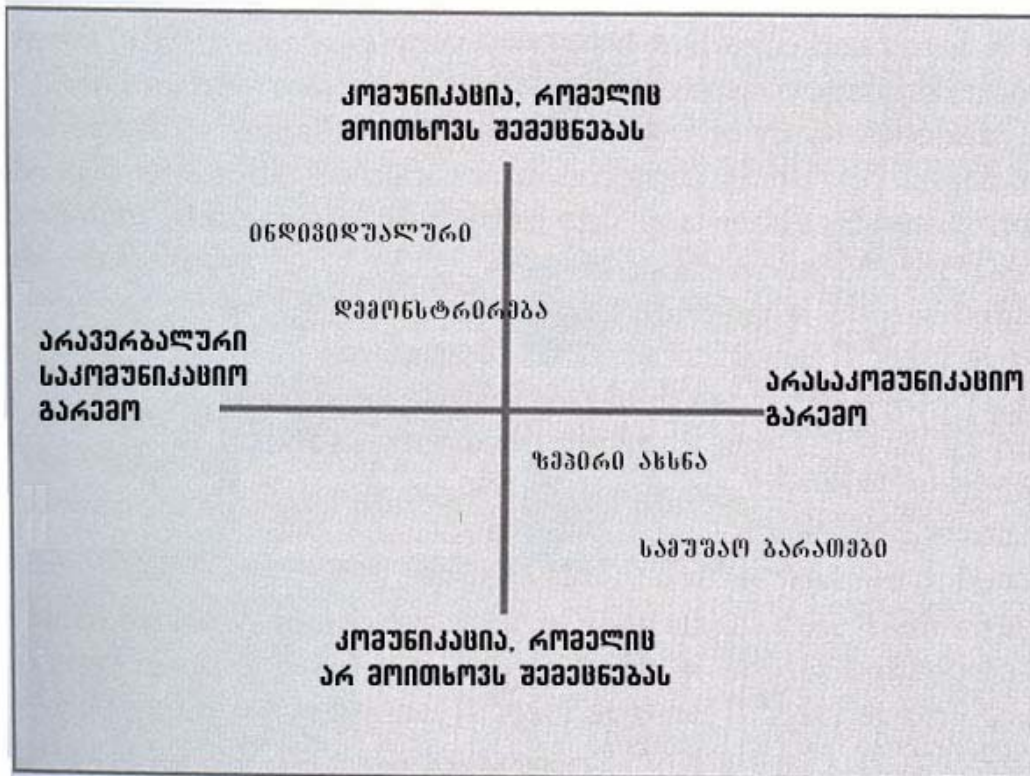 კომუნიკაცია, რომელიც
მოითხოვს შემეცნებას
ინდივიდუალური
დემონსტრირება
არავერბალური
საკომუნიკაციო
გარემო
არასაკომუნიკაციო
გარემო
ზეპირი ახსნა
სამუშაო ბარათები
კომუნიკაცია, რომელიც
არ მოითხოვს შემეცნებას